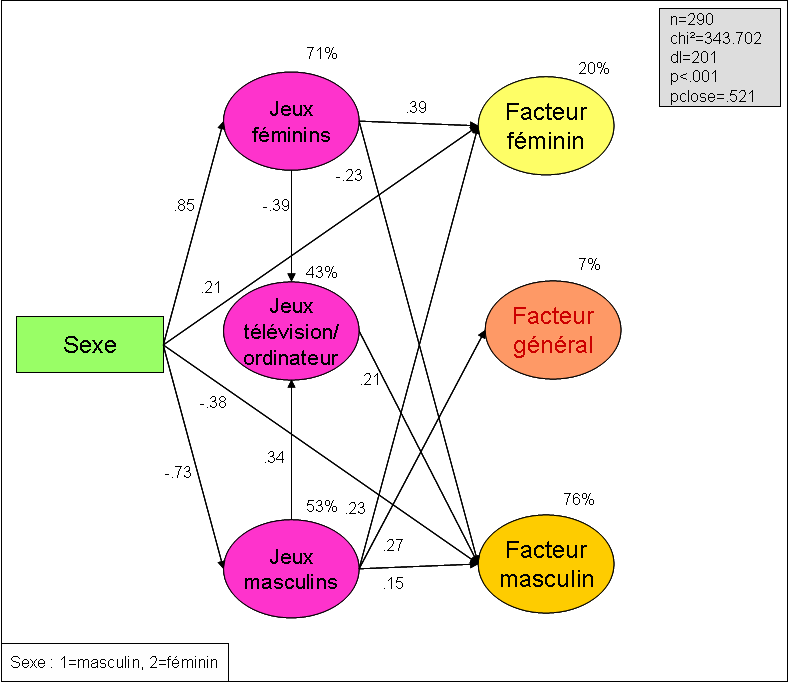 n=290
chi²=343.702
dl=201
p<.001
pclose=.521
71%
20%
Jeux
féminins
.39
Facteur
féminin
-.23
.85
-.39
43%
7%
.21
Jeux
télévision/
ordinateur
Facteur
général
Sexe
.21
-.38
.34
-.73
53%
.23
76%
.27
Jeux
masculins
Facteur
masculin
.15
Sexe : 1=masculin, 2=féminin